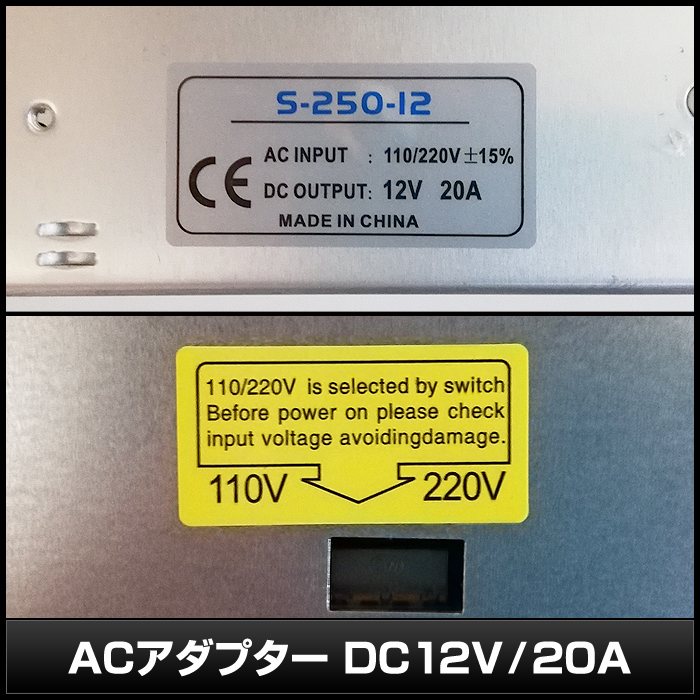 S-250-12
CE
AC INPUT : 110/220V ±15%
DC OUTPUT: 12V 20A
MADE IN CHINA
110/220V is selected by switch
Before power on please check
input voltage avoidingdamage.
110V 220V
ACアダプター DC12V/20A